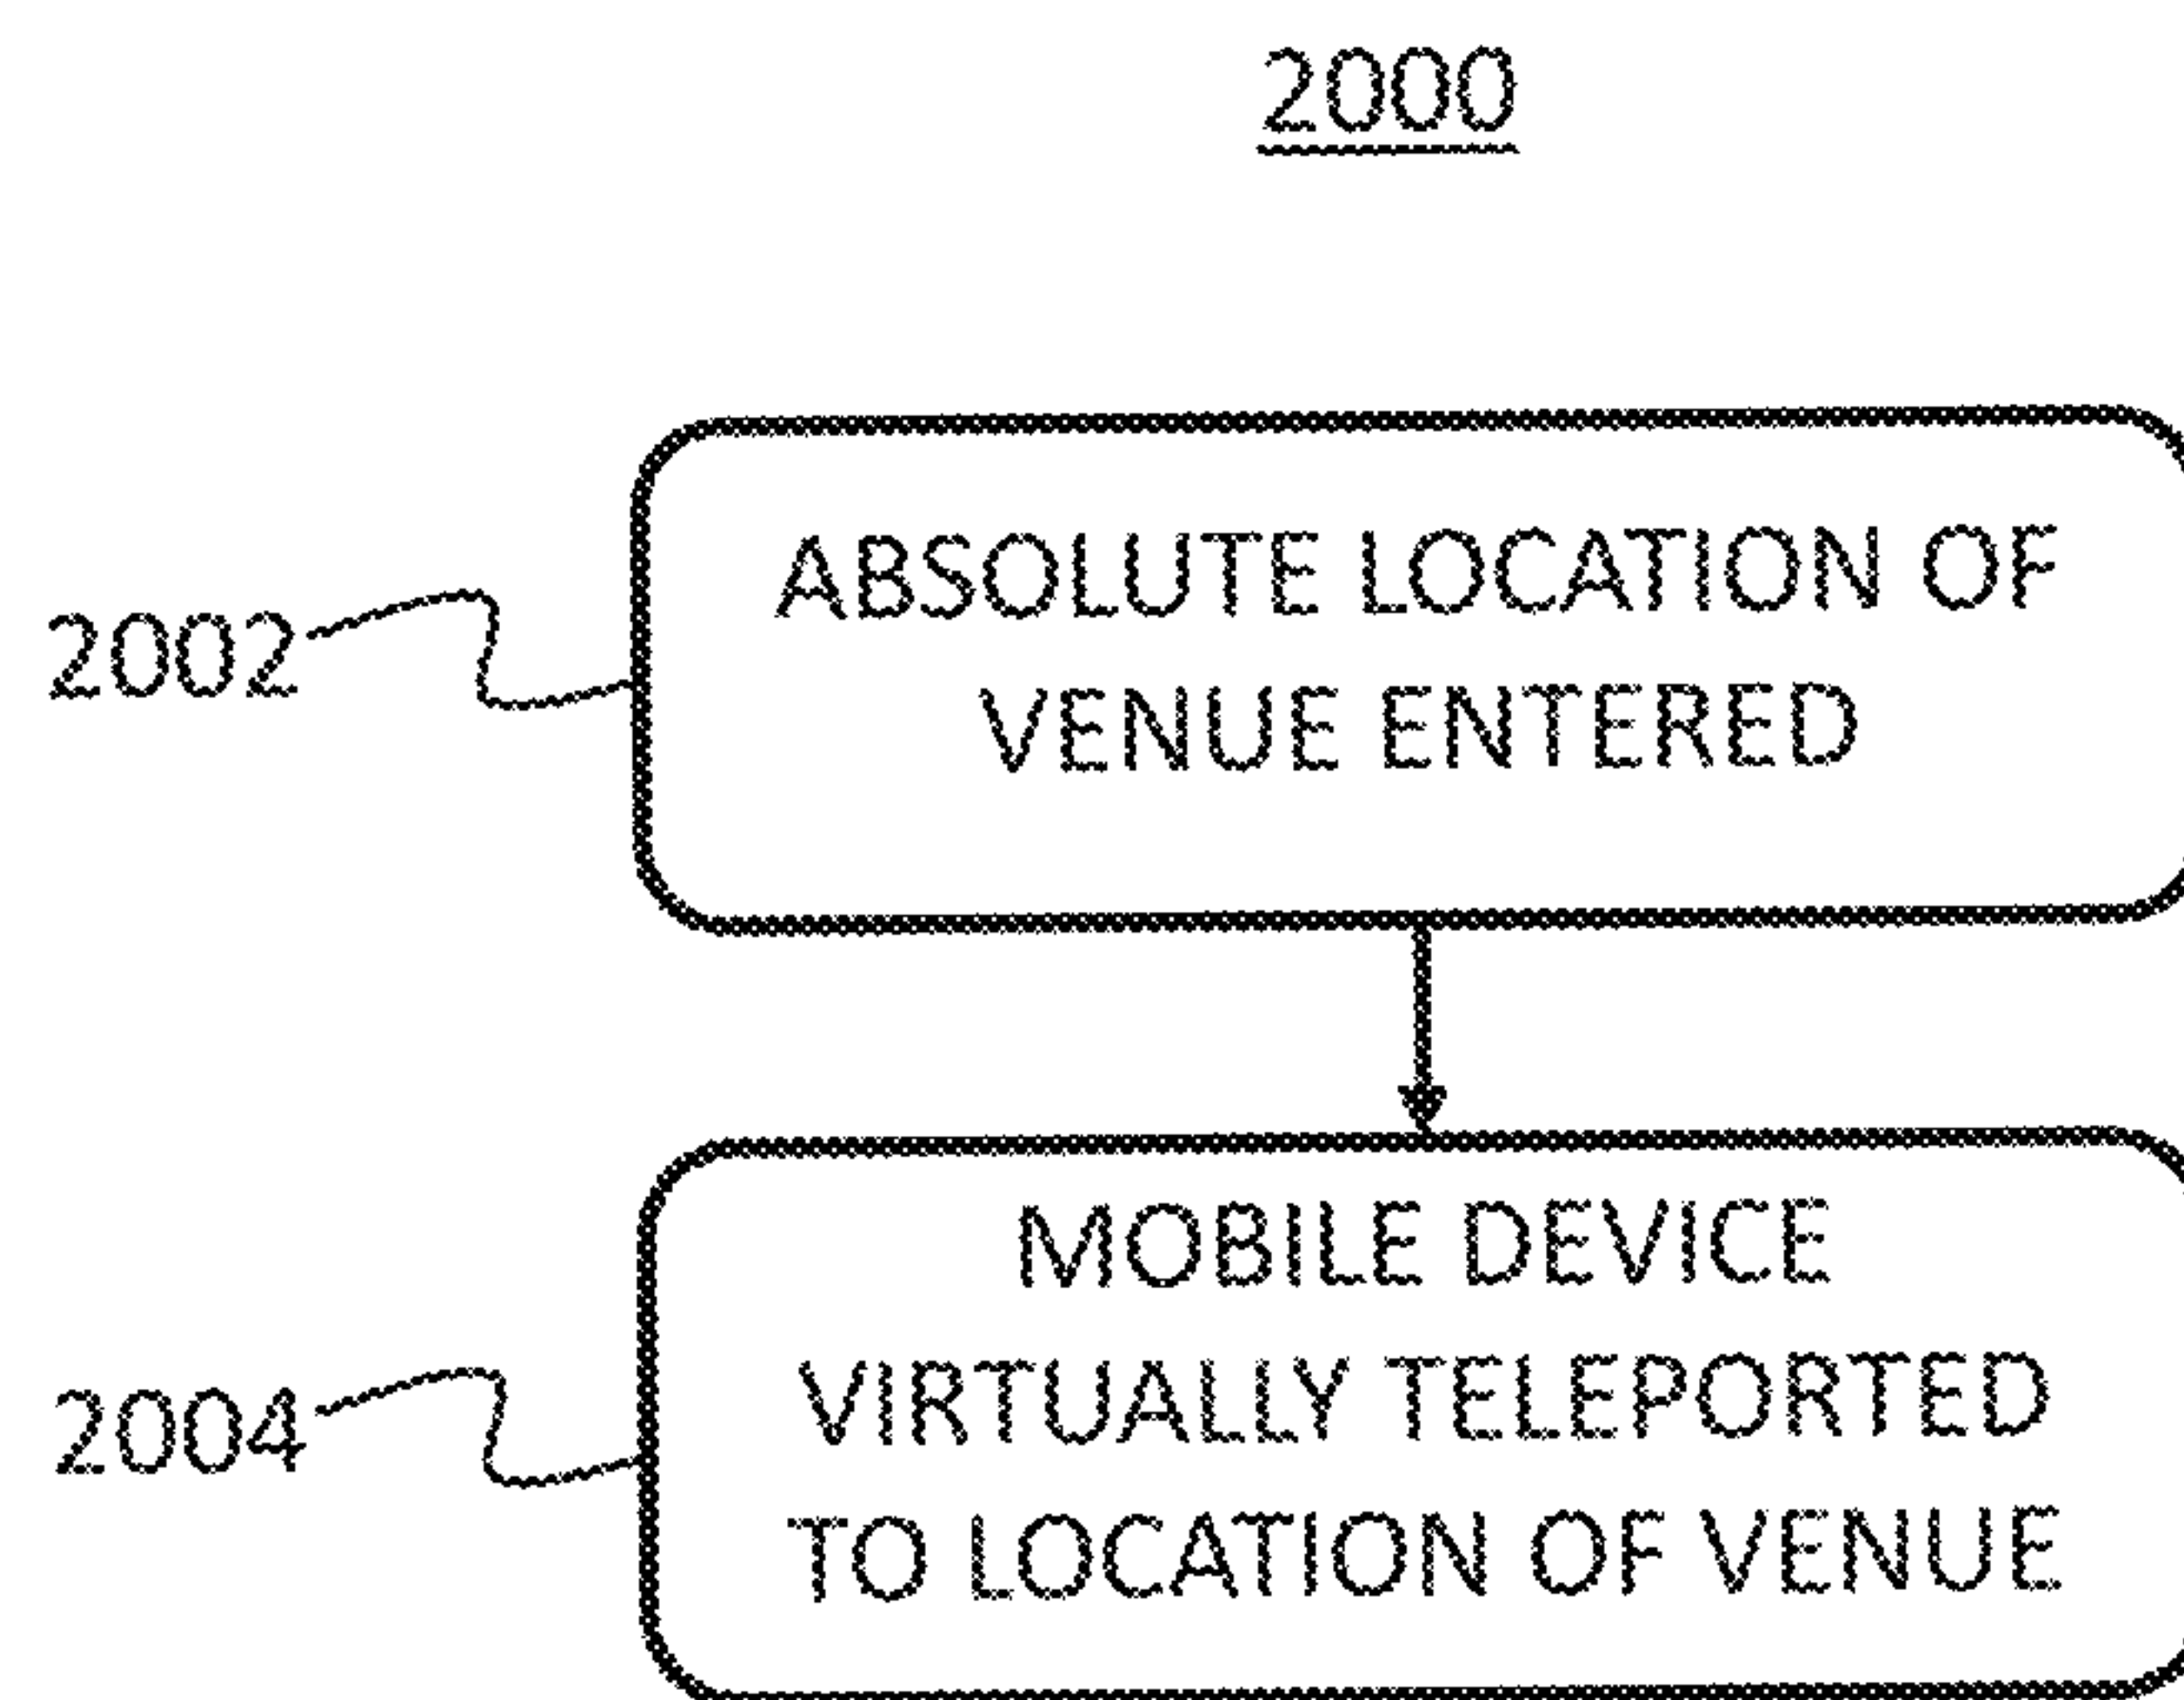 2000
2002
ABSOLUTE LOCATION OF
VENUE ENTERED
2004
MOBILE DEVICE
VIRTUALLY TELEPORTED
TO LOCATION OF VENUE